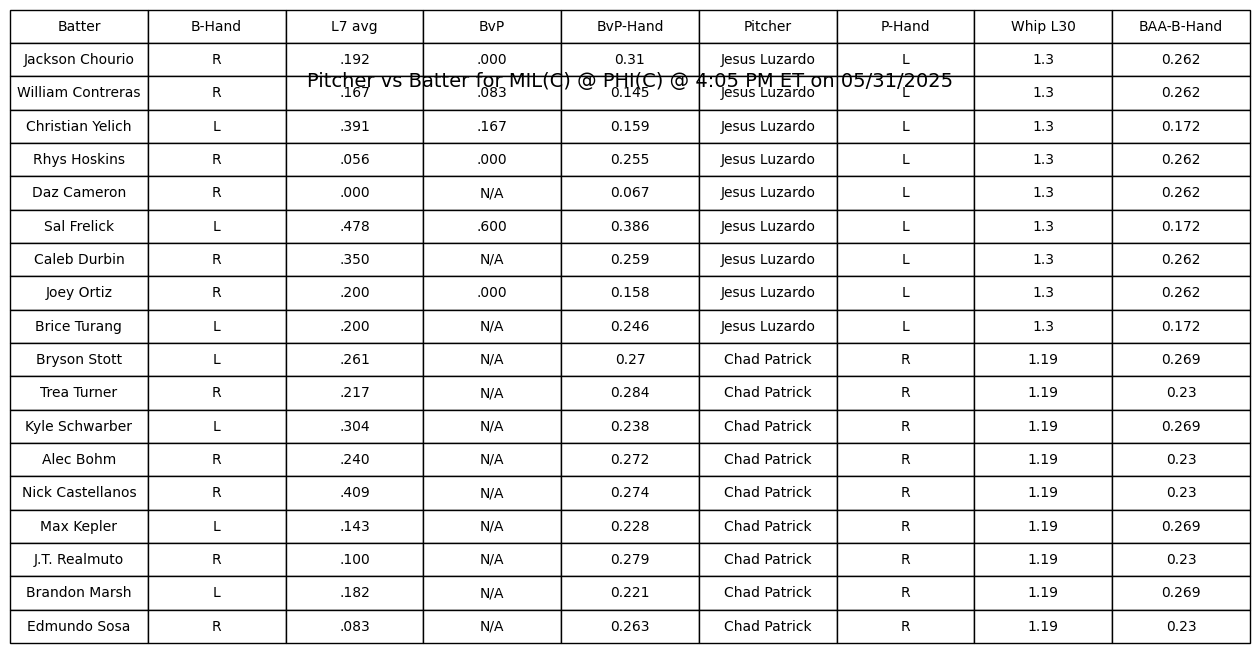 Batter B-Hand L7 avg BvP BvP-Hand Pitcher P-Hand Whip L30 BAA-B-Hand
Jackson Chourio R .192 .000 0.31 Jesus Luzardo L 1.3 0.262
Pitcher vs Batter for MIL(C) @ PHI(C) @ 4:05 PM ET on 05/31/2025
William Contreras R .167 .083 0.145 Jesus Luzardo L 1.3 0.262
Christian Yelich L .391 .167 0.159 Jesus Luzardo L 1.3 0.172
Rhys Hoskins R .056 .000 0.255 Jesus Luzardo L 1.3 0.262
Daz Cameron R .000 N/A 0.067 Jesus Luzardo L 1.3 0.262
Sal Frelick L .478 .600 0.386 Jesus Luzardo L 1.3 0.172
Caleb Durbin R .350 N/A 0.259 Jesus Luzardo L 1.3 0.262
Joey Ortiz R .200 .000 0.158 Jesus Luzardo L 1.3 0.262
Brice Turang L .200 N/A 0.246 Jesus Luzardo L 1.3 0.172
Bryson Stott L .261 N/A 0.27 Chad Patrick R 1.19 0.269
Trea Turner R .217 N/A 0.284 Chad Patrick R 1.19 0.23
Kyle Schwarber L .304 N/A 0.238 Chad Patrick R 1.19 0.269
Alec Bohm R .240 N/A 0.272 Chad Patrick R 1.19 0.23
Nick Castellanos R .409 N/A 0.274 Chad Patrick R 1.19 0.23
Max Kepler L .143 N/A 0.228 Chad Patrick R 1.19 0.269
J.T. Realmuto R .100 N/A 0.279 Chad Patrick R 1.19 0.23
Brandon Marsh L .182 N/A 0.221 Chad Patrick R 1.19 0.269
Edmundo Sosa R .083 N/A 0.263 Chad Patrick R 1.19 0.23